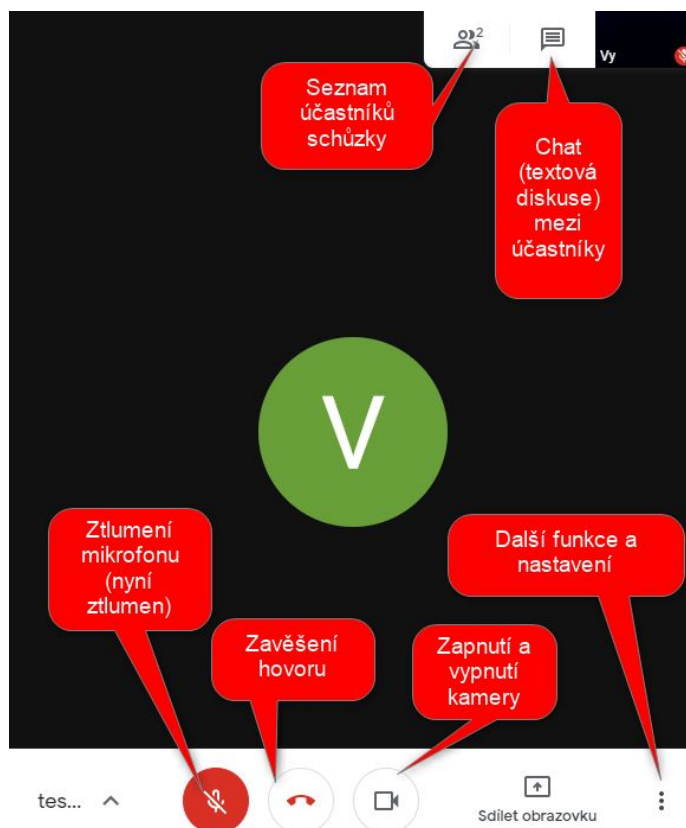 2
Vy
Seznam
účastníků
schůzky
Chat
(textová
diskuse)
mezi
účastníky
V
Ztlumení
mikrofonu
(nyní
ztlumen)
Další funkce a
nastavení
Zavěšení
hovoru
Zapnutí a
vypnutí
kamery
tes...
Sdílet obrazovku